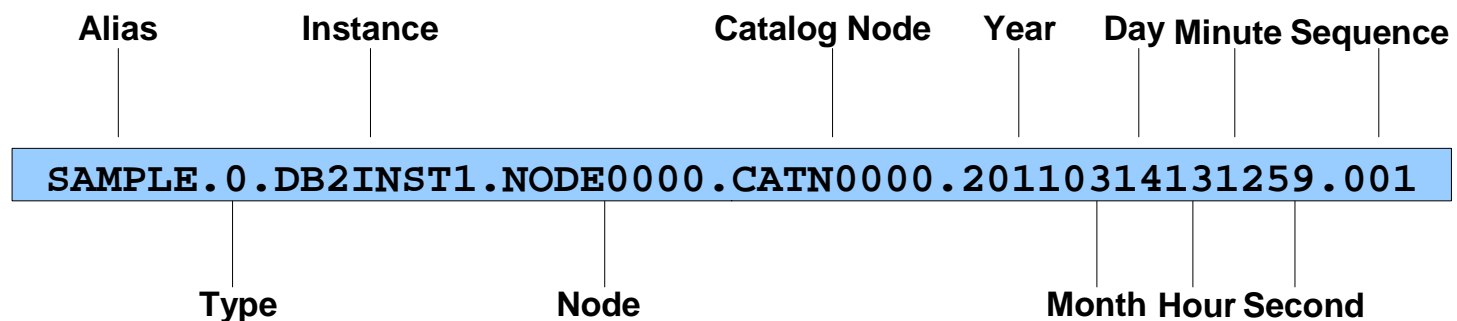 Alias Instance Catalog Node Year Day Minute Sequence
SAMPLE.0.DB2INST1.NODE0000.CATN0000.20110314131259.001
Type Node Month Hour Second